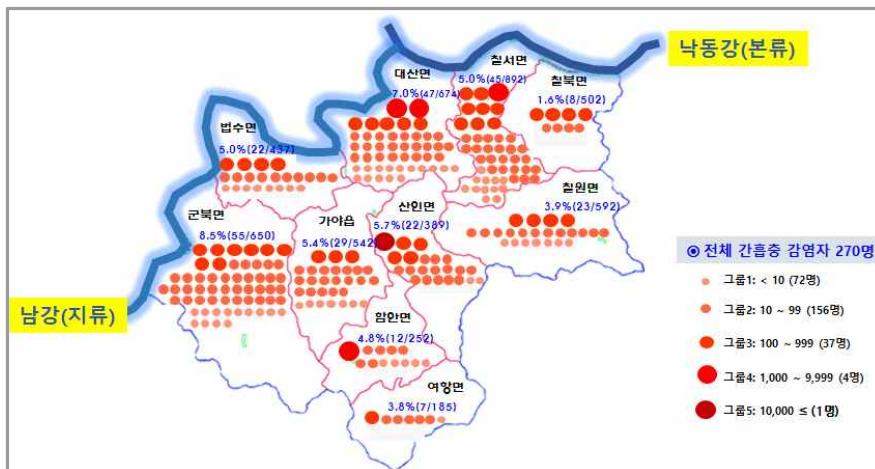 낙동강(본류)
칠서면
5.0%(45/892)
칠북면
1.6%(8/502)
대산면
7.0%(47/674)
법수면
5.0%(22/437)
칠원면
3.9%(23/592)
산인면
5.7%(22/389)
가야읍
5.4%(29/542)
군북면
8.5%(55/650)
남강(지류)
함안면
4.8%(12/252)
여항면
3.8%(7/185)
◉ 전체 간흡충 감염자 270명
그룹1: < 10 (72명)
그룹2: 10 ~ 99 (156명)
그룹3: 100 ~ 999 (37명)
그룹4: 1,000 ~ 9,999 (4명)
그룹5: 10,000 ≤ (1명)